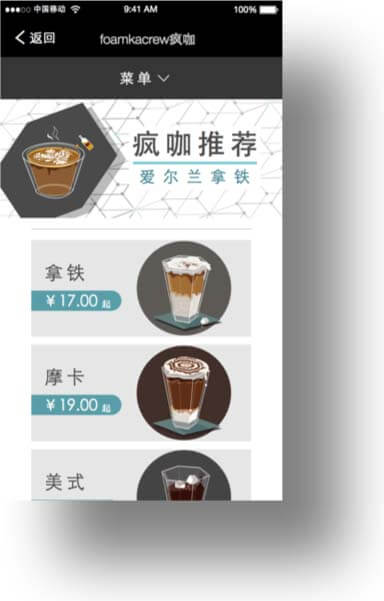 中国移动 9:41 AM 100%
返回 foamkacrew疯咖
菜单
疯咖推荐
爱尔兰拿铁
拿铁
¥17.00 起
摩卡
¥19.00 起
美式